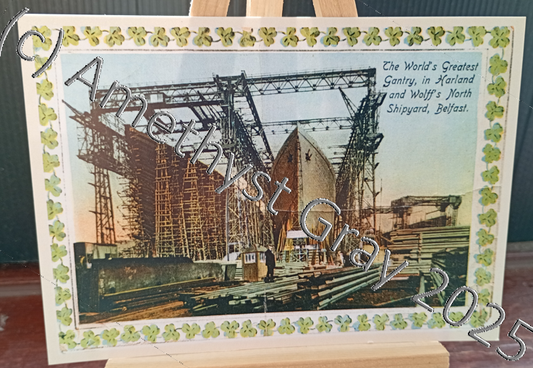 The World's Greatest
Gantry, in Harland
and Wolff's North
Shipyard, Belfast.
(c) Amethyst Gray 2025